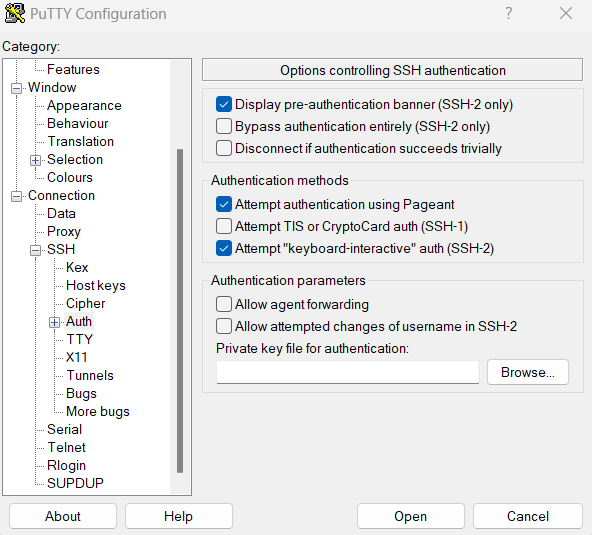 PuTTY Configuration
Category:
Features
Window
Appearance
Behaviour
Translation
Selection
Colours
Connection
Data
Proxy
SSH
Kex
Host keys
Cipher
Auth
TTY
X11
Tunnels
Bugs
More bugs
Serial
Telnet
Rlogin
SUPDUP
Options controlling SSH authentication
Display pre-authentication banner (SSH-2 only)
Bypass authentication entirely (SSH-2 only)
Disconnect if authentication succeeds trivially
Authentication methods
Attempt authentication using Pageant
Attempt TIS or CryptoCard auth (SSH-1)
Attempt "keyboard-interactive" auth (SSH-2)
Authentication parameters
Allow agent forwarding
Allow attempted changes of username in SSH-2
Private key file for authentication:
Browse...
About
Help
Open
Cancel